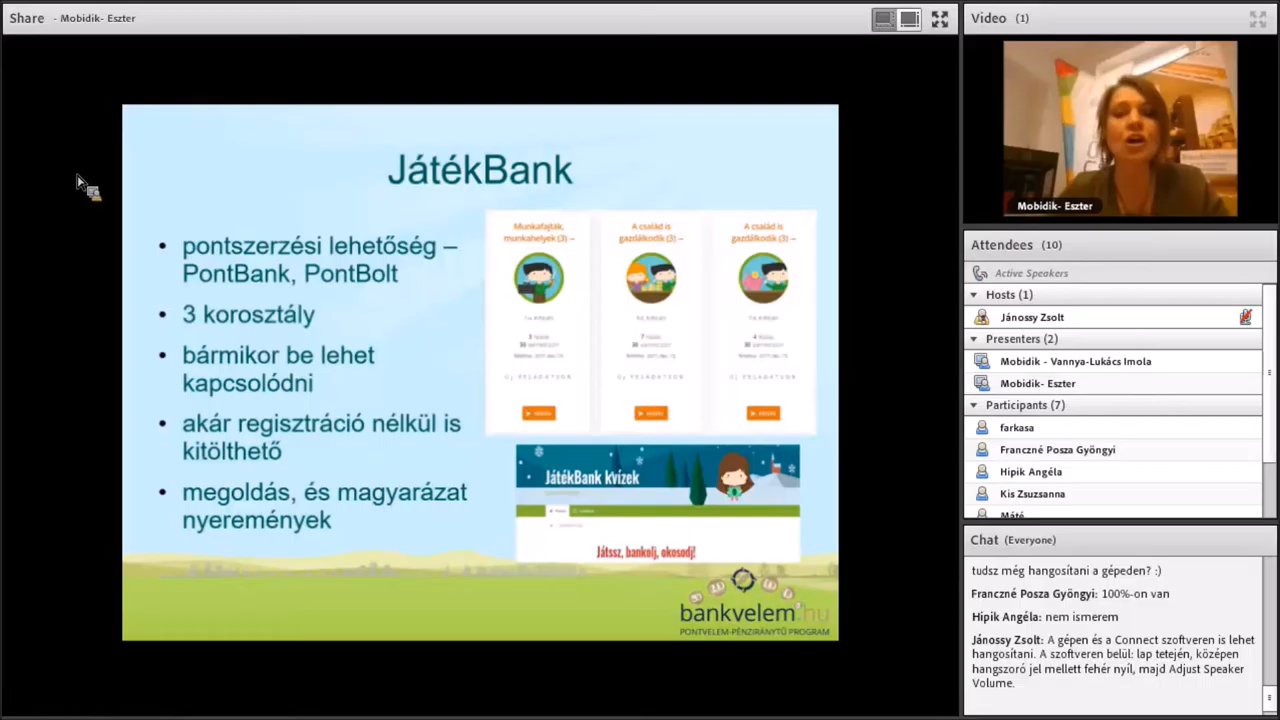 Share - Mobidik- Eszter
JátékBank
• pontszerzési lehetőség –
PontBank, PontBolt
• 3 korosztály
• bármikor be lehet
kapcsolódni
• akár regisztráció nélkül is
kitölthető
• megoldás, és magyarázat
nyeremények
Munkafajták,
munkahelyek (3) –
A család is
gazdálkodik (3) –
A család is
gazdálkodik (3) –
JátékBank kvízek
Játssz, bankolj, okosodj!
bankvelem.hu
PONTVELEM-PÉNZIRÁNYTŰ PROGRAM
Video (1)
Mobidik- Eszter
Attendees (10)
Active Speakers
Hosts (1)
Jánossy Zsolt
Presenters (2)
Mobidik - Vannya-Lukács Imola
Mobidik- Eszter
Participants (7)
farkasa
Franczné Posza Gyöngyi
Hipik Angéla
Kis Zsuzsanna
Máté
Chat (Everyone)
tudsz még hangosítani a gépeden? :)
Franczné Posza Gyöngyi: 100%-on van
Hipik Angéla: nem ismerem
Jánossy Zsolt: A gépen és a Connect szoftveren is lehet
hangosítani. A szoftveren belül: lap tetején, középen
hangszoró jel mellett fehér nyíl, majd Adjust Speaker
Volume.